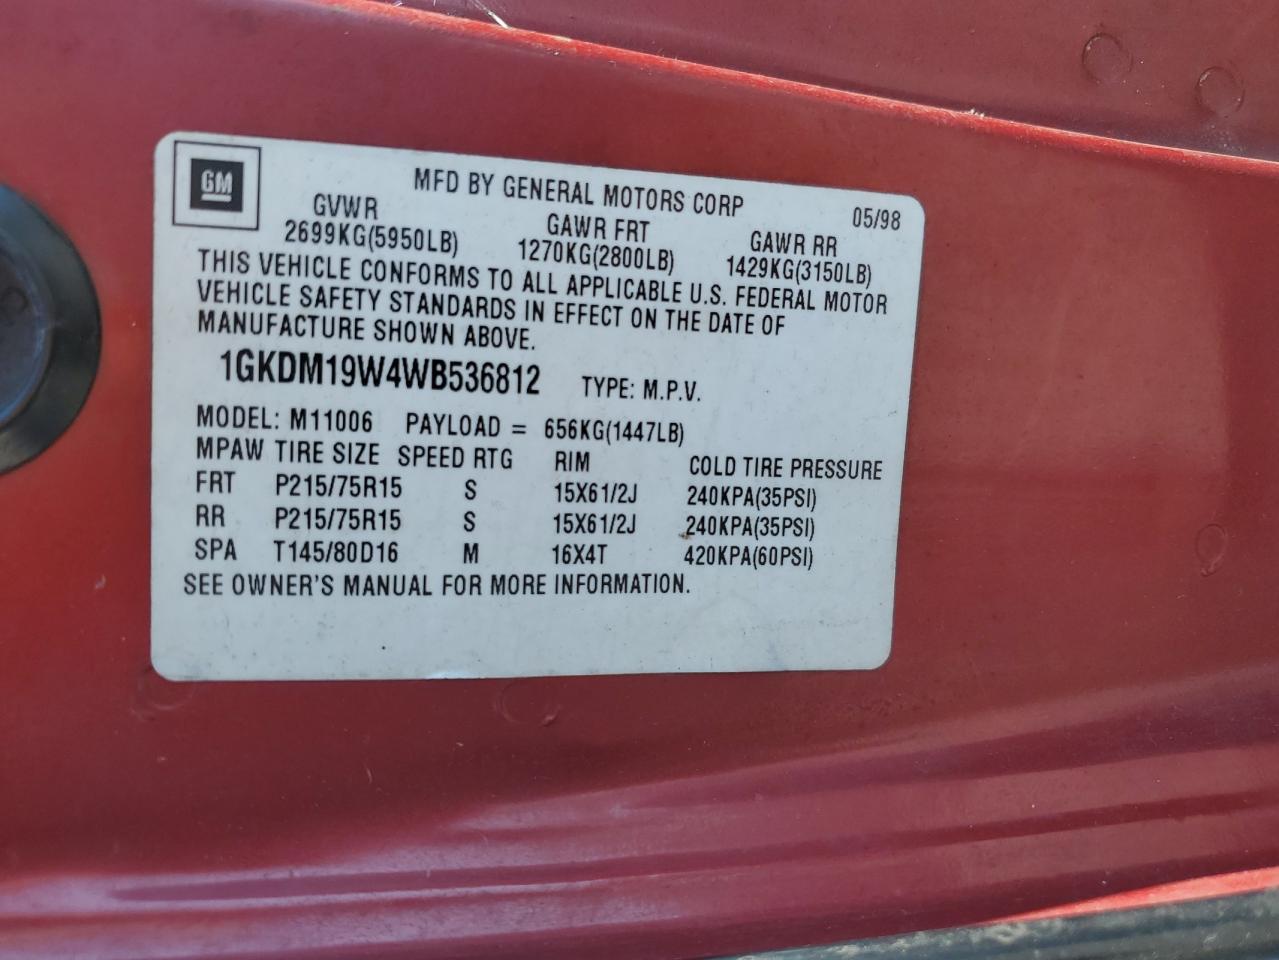 GM
MFD BY GENERAL MOTORS CORP 05/98
GVWR GAWR FRT GAWR RR
2699KG(5950LB) 1270KG(2800LB) 1429KG(3150LB)
THIS VEHICLE CONFORMS TO ALL APPLICABLE U.S. FEDERAL MOTOR
VEHICLE SAFETY STANDARDS IN EFFECT ON THE DATE OF
MANUFACTURE SHOWN ABOVE.
1GKDM19W4WB536812 TYPE: M.P.V.
MODEL: M11006 PAYLOAD = 656KG(1447LB)
MPAW TIRE SIZE SPEED RTG RIM COLD TIRE PRESSURE
FRT P215/75R15 S 15X61/2J 240KPA(35PSI)
RR P215/75R15 S 15X61/2J 240KPA(35PSI)
SPA T145/80D16 M 16X4T 420KPA(60PSI)
SEE OWNER'S MANUAL FOR MORE INFORMATION.